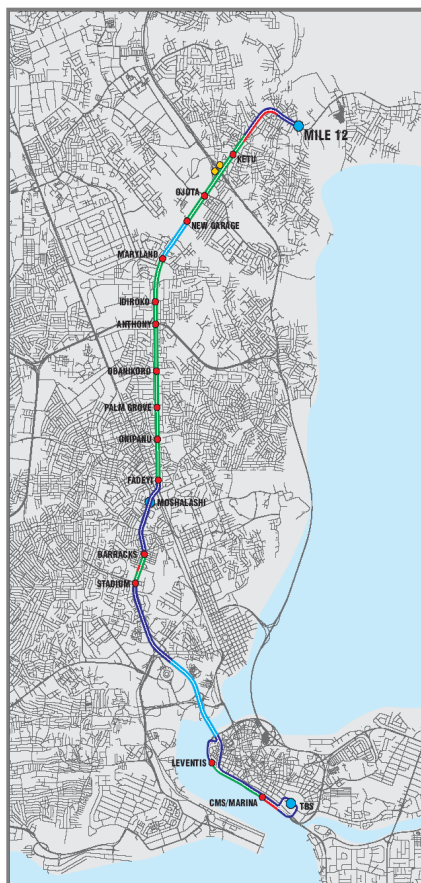 MILE 12
KETU
OJOTA
NEW GARAGE
MARYLAND
IDIROKO
ANTHONY
OBANIKORO
PALM GROVE
ONIPANU
FADEYI
MOSHALASHI
BARRACKS
STADIUM
LEVENTIS
CMS/MARINA
TBS